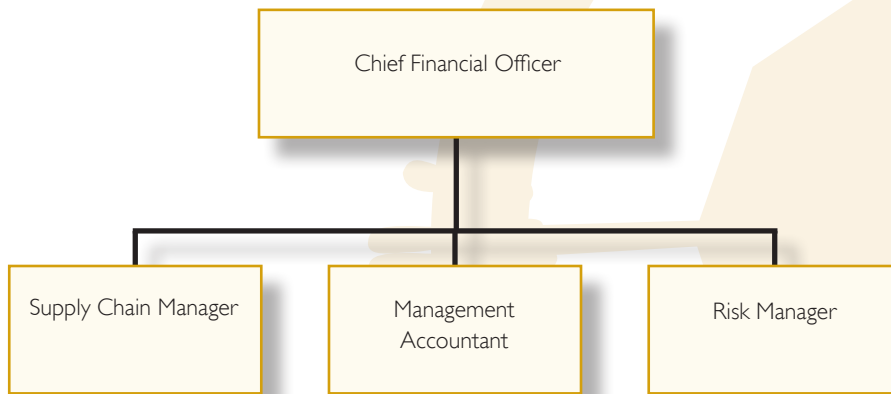 Chief Financial Officer
Supply Chain Manager
Management
Accountant
Risk Manager